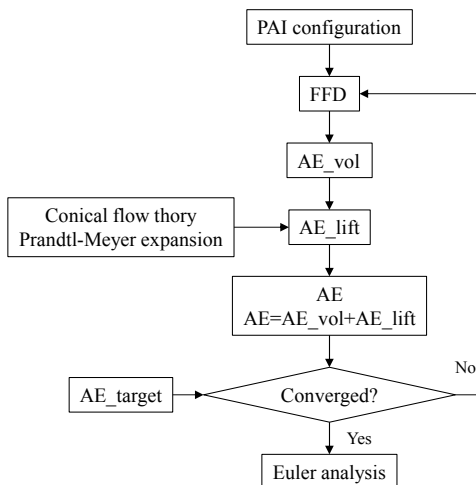 PAI configuration
FFD
AE_vol
Conical flow thory
Prandtl-Meyer expansion
AE_lift
AE
AE=AE_vol+AE_lift
No
AE_target
Converged?
Yes
Euler analysis